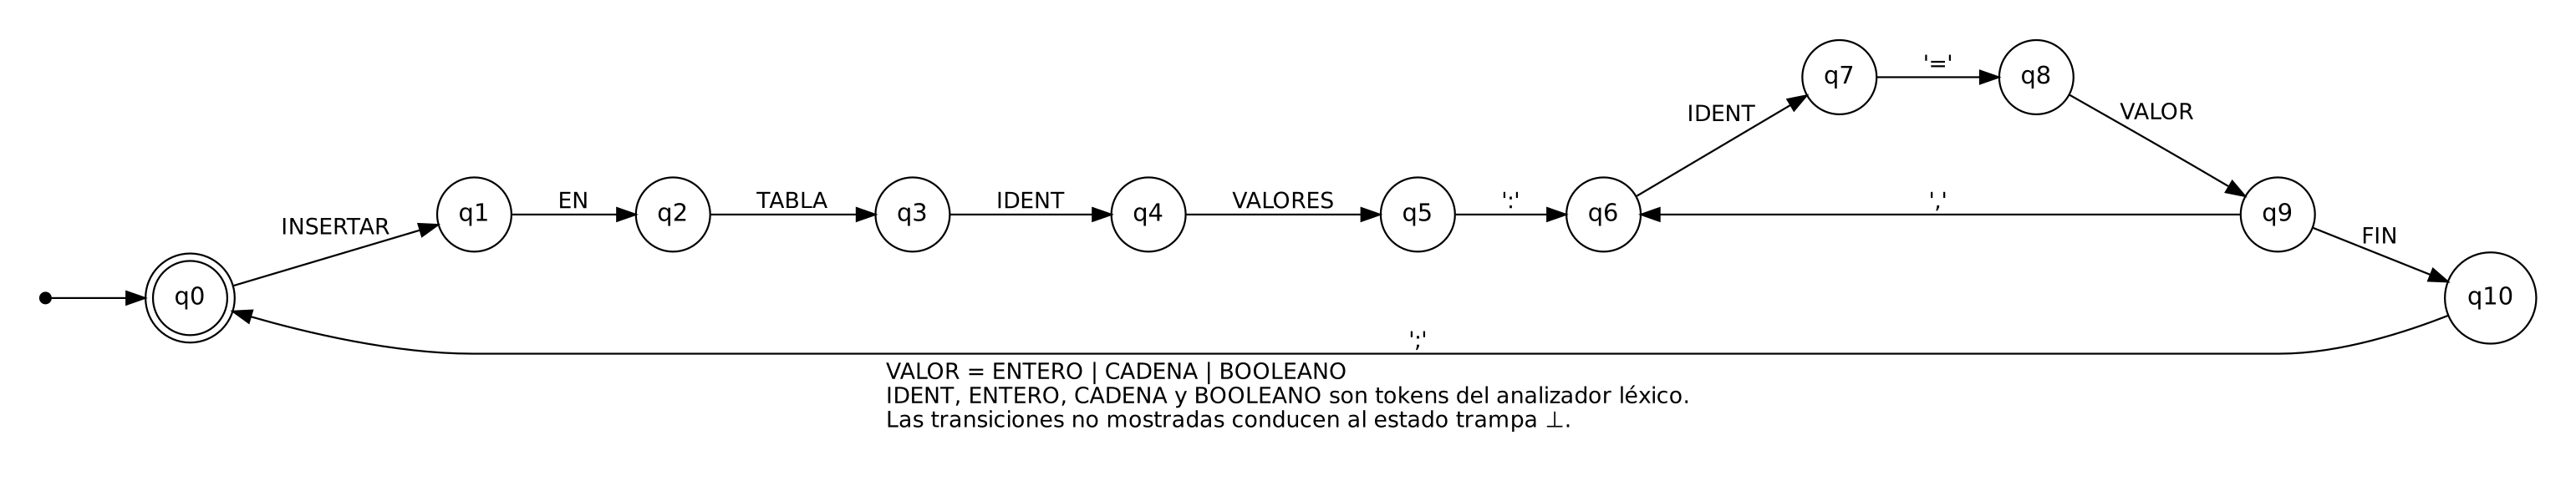 q7
'='
q8
IDENT
VALOR
INSERTAR
q1
EN
q2
TABLA
q3
IDENT
q4
VALORES
q5
':'
q6
','
q9
FIN
q0
q10
';'
VALOR = ENTERO | CADENA | BOOLEANO
IDENT, ENTERO, CADENA y BOOLEANO son tokens del analizador léxico.
Las transiciones no mostradas conducen al estado trampa ⊥.